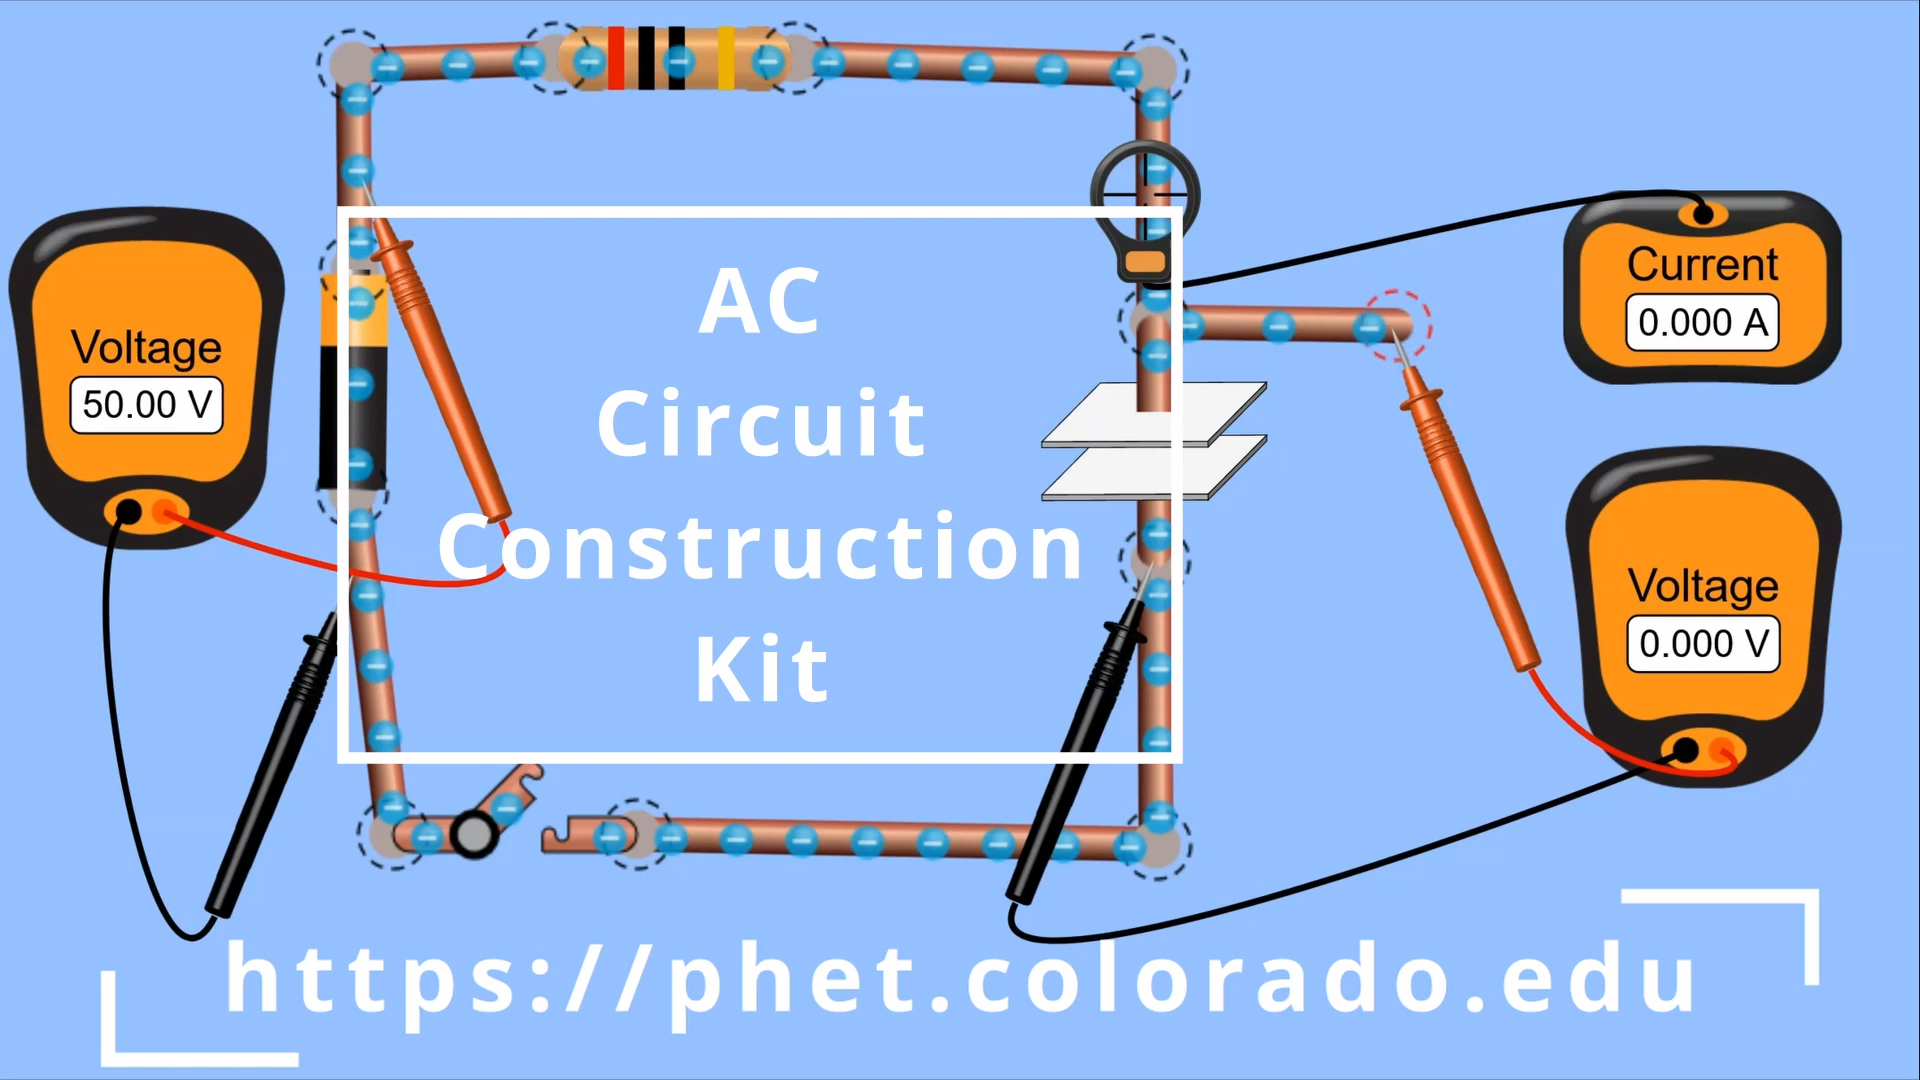 Voltage
50.00 V
AC
Circuit
Construction
Kit
Current
0.000 A
Voltage
0.000 V
https://phet.colorado.edu